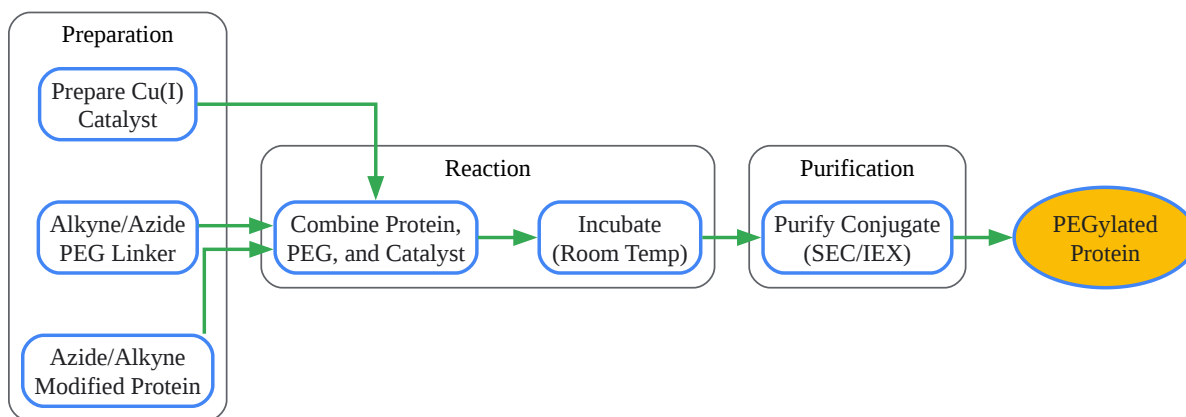 Preparation
Prepare Cu(I)
Catalyst
Alkyne/Azide
PEG Linker
Azide/Alkyne
Modified Protein
Reaction
Combine Protein,
PEG, and Catalyst
Incubate
(Room Temp)
Purification
Purify Conjugate
(SEC/IEX)
PEGylated
Protein